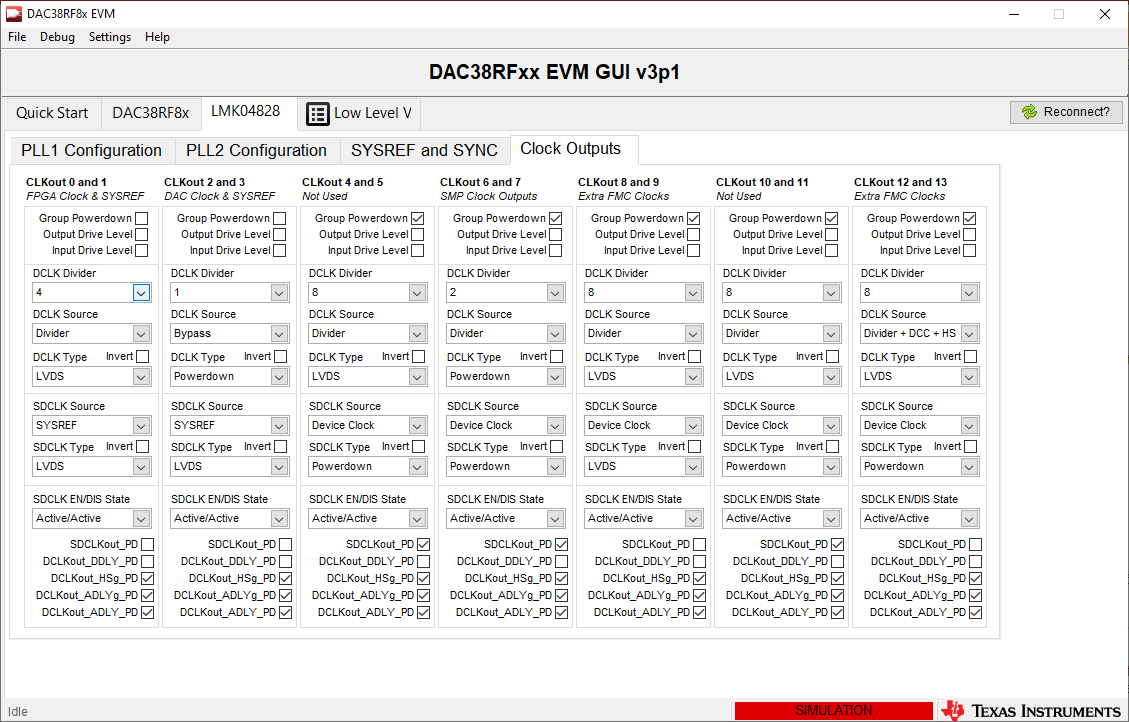 DAC38RF8x EVM
File Debug Settings Help
DAC38RFxx EVM GUI v3p1
Quick Start DAC38RF8x LMK04828 Low Level V Reconnect?
PLL1 Configuration PLL2 Configuration SYSREF and SYNC Clock Outputs
CLKout 0 and 1 CLKout 2 and 3 CLKout 4 and 5 CLKout 6 and 7 CLKout 8 and 9 CLKout 10 and 11 CLKout 12 and 13
FPGA Clock & SYSREF DAC Clock & SYSREF Not Used SMP Clock Outputs Extra FMC Clocks Not Used Extra FMC Clocks
Group Powerdown Group Powerdown Group Powerdown Group Powerdown Group Powerdown Group Powerdown Group Powerdown
Output Drive Level Output Drive Level Output Drive Level Output Drive Level Output Drive Level Output Drive Level Output Drive Level
Input Drive Level Input Drive Level Input Drive Level Input Drive Level Input Drive Level Input Drive Level Input Drive Level
DCLK Divider DCLK Divider DCLK Divider DCLK Divider DCLK Divider DCLK Divider DCLK Divider
4 1 8 2 8 8 8
DCLK Source DCLK Source DCLK Source DCLK Source DCLK Source DCLK Source DCLK Source
Divider Bypass Divider Divider Divider Divider Divider + DCC + HS
DCLK Type Invert DCLK Type Invert DCLK Type Invert DCLK Type Invert DCLK Type Invert DCLK Type Invert DCLK Type Invert
LVDS Powerdown LVDS Powerdown LVDS LVDS LVDS
SDCLK Source SDCLK Source SDCLK Source SDCLK Source SDCLK Source SDCLK Source SDCLK Source
SYSREF SYSREF Device Clock Device Clock Device Clock Device Clock Device Clock
SDCLK Type Invert SDCLK Type Invert SDCLK Type Invert SDCLK Type Invert SDCLK Type Invert SDCLK Type Invert SDCLK Type Invert
LVDS LVDS Powerdown Powerdown LVDS Powerdown Powerdown
SDCLK EN/DIS State SDCLK EN/DIS State SDCLK EN/DIS State SDCLK EN/DIS State SDCLK EN/DIS State SDCLK EN/DIS State SDCLK EN/DIS State
Active/Active Active/Active Active/Active Active/Active Active/Active Active/Active Active/Active
SDCLKout_PD SDCLKout_PD SDCLKout_PD SDCLKout_PD SDCLKout_PD SDCLKout_PD SDCLKout_PD
DCLKout_DDLY_PD DCLKout_DDLY_PD DCLKout_DDLY_PD DCLKout_DDLY_PD DCLKout_DDLY_PD DCLKout_DDLY_PD DCLKout_DDLY_PD
DCLKout_HSg_PD DCLKout_HSg_PD DCLKout_HSg_PD DCLKout_HSg_PD DCLKout_HSg_PD DCLKout_HSg_PD DCLKout_HSg_PD
DCLKout_ADLYg_PD DCLKout_ADLYg_PD DCLKout_ADLYg_PD DCLKout_ADLYg_PD DCLKout_ADLYg_PD DCLKout_ADLYg_PD DCLKout_ADLYg_PD
DCLKout_ADLY_PD DCLKout_ADLY_PD DCLKout_ADLY_PD DCLKout_ADLY_PD DCLKout_ADLY_PD DCLKout_ADLY_PD DCLKout_ADLY_PD
Idle SIMULATION TEXAS INSTRUMENTS